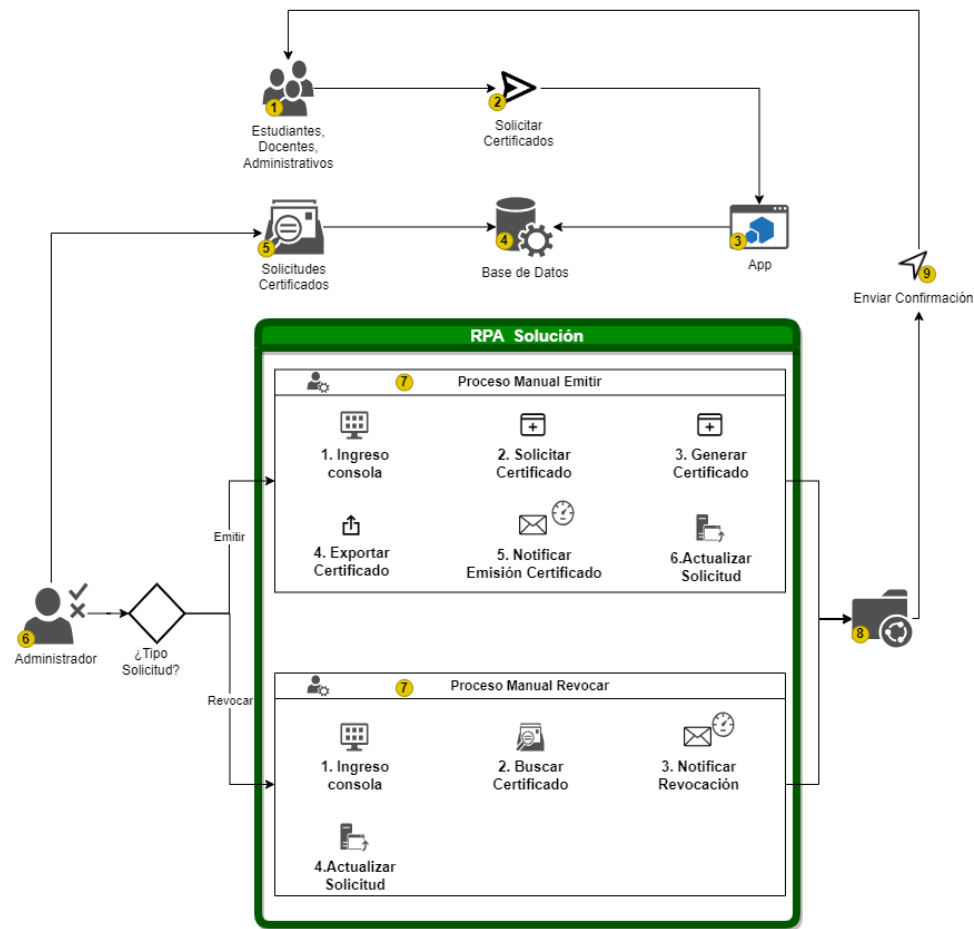 1
Estudiantes,
Docentes,
Administrativos
2
Solicitar
Certificados
5
Solicitudes
Certificados
4
Base de Datos
3
App
9
Enviar Confirmación
RPA Solución
7
Proceso Manual Emitir
1. Ingreso
consola
2. Solicitar
Certificado
3. Generar
Certificado
4. Exportar
Certificado
5. Notificar
Emisión Certificado
6.Actualizar
Solicitud
Emitir
6
Administrador
¿Tipo
Solicitud?
Revocar
8
7
Proceso Manual Revocar
1. Ingreso
consola
2. Buscar
Certificado
3. Notificar
Revocación
4.Actualizar
Solicitud